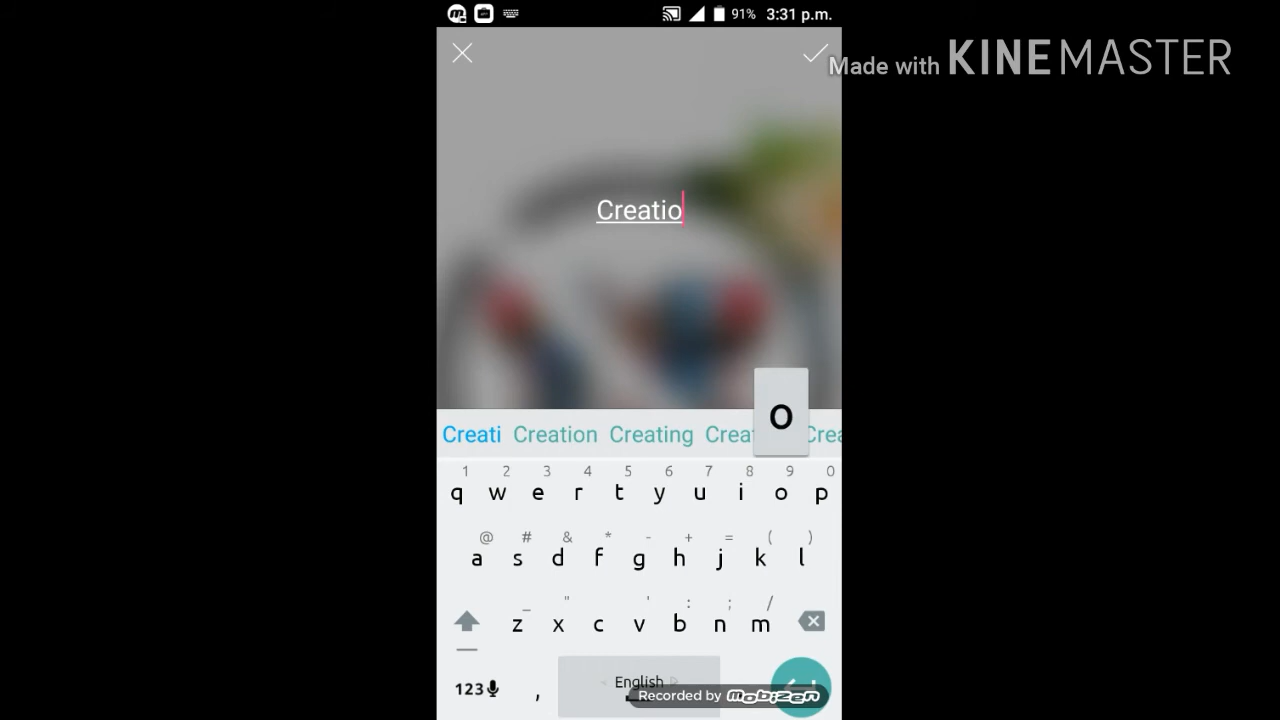 91% 3:31 p.m.
Made with KINEMASTER
Creatio
o
Creati Creation Creating
1 2 3 4 5 6 7 8 9 0
q w e r t y u i o p
@ # & * - + = ( )
a s d f g h j k l
_ " ' : ; /
z x c v b n m
123 , English
Recorded by mobizen